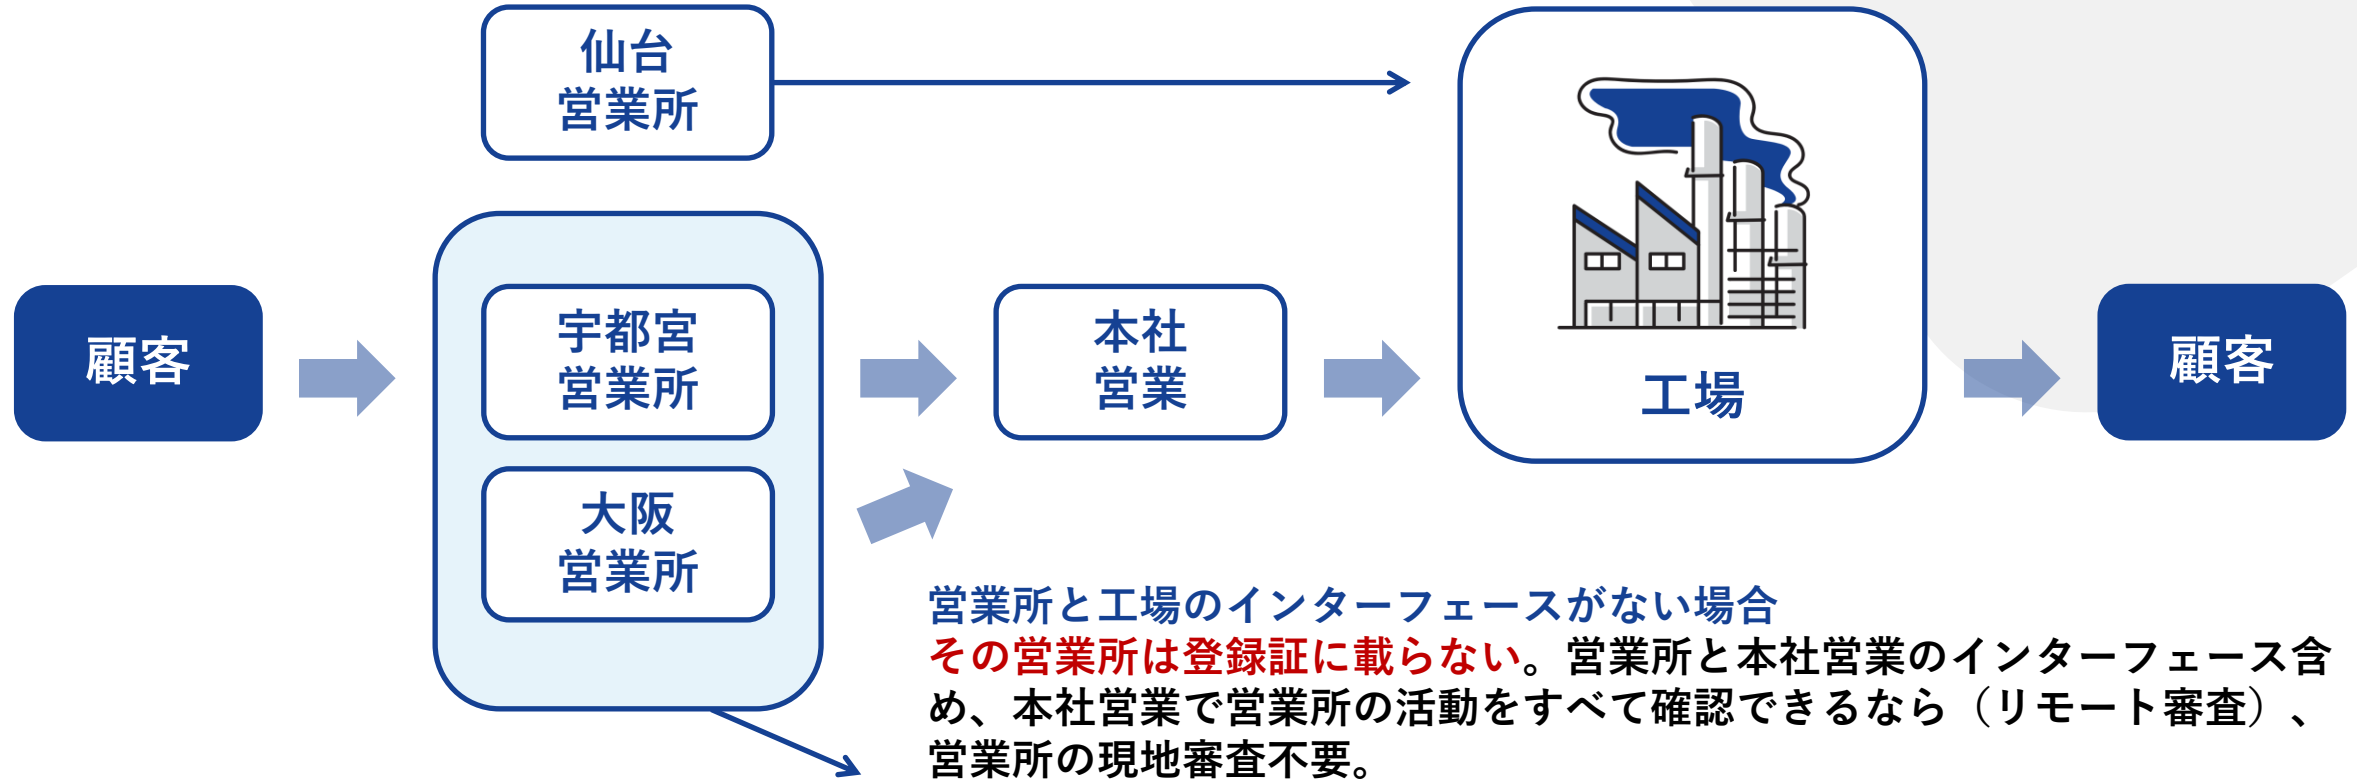 仙台
営業所
顧客
宇都宮
営業所
大阪
営業所
本社
営業
工場
顧客
営業所と工場のインターフェースがない場合
その営業所は登録証に載らない。営業所と本社営業のインターフェース含
め、本社営業で営業所の活動をすべて確認できるなら（リモート審査）、
営業所の現地審査不要。